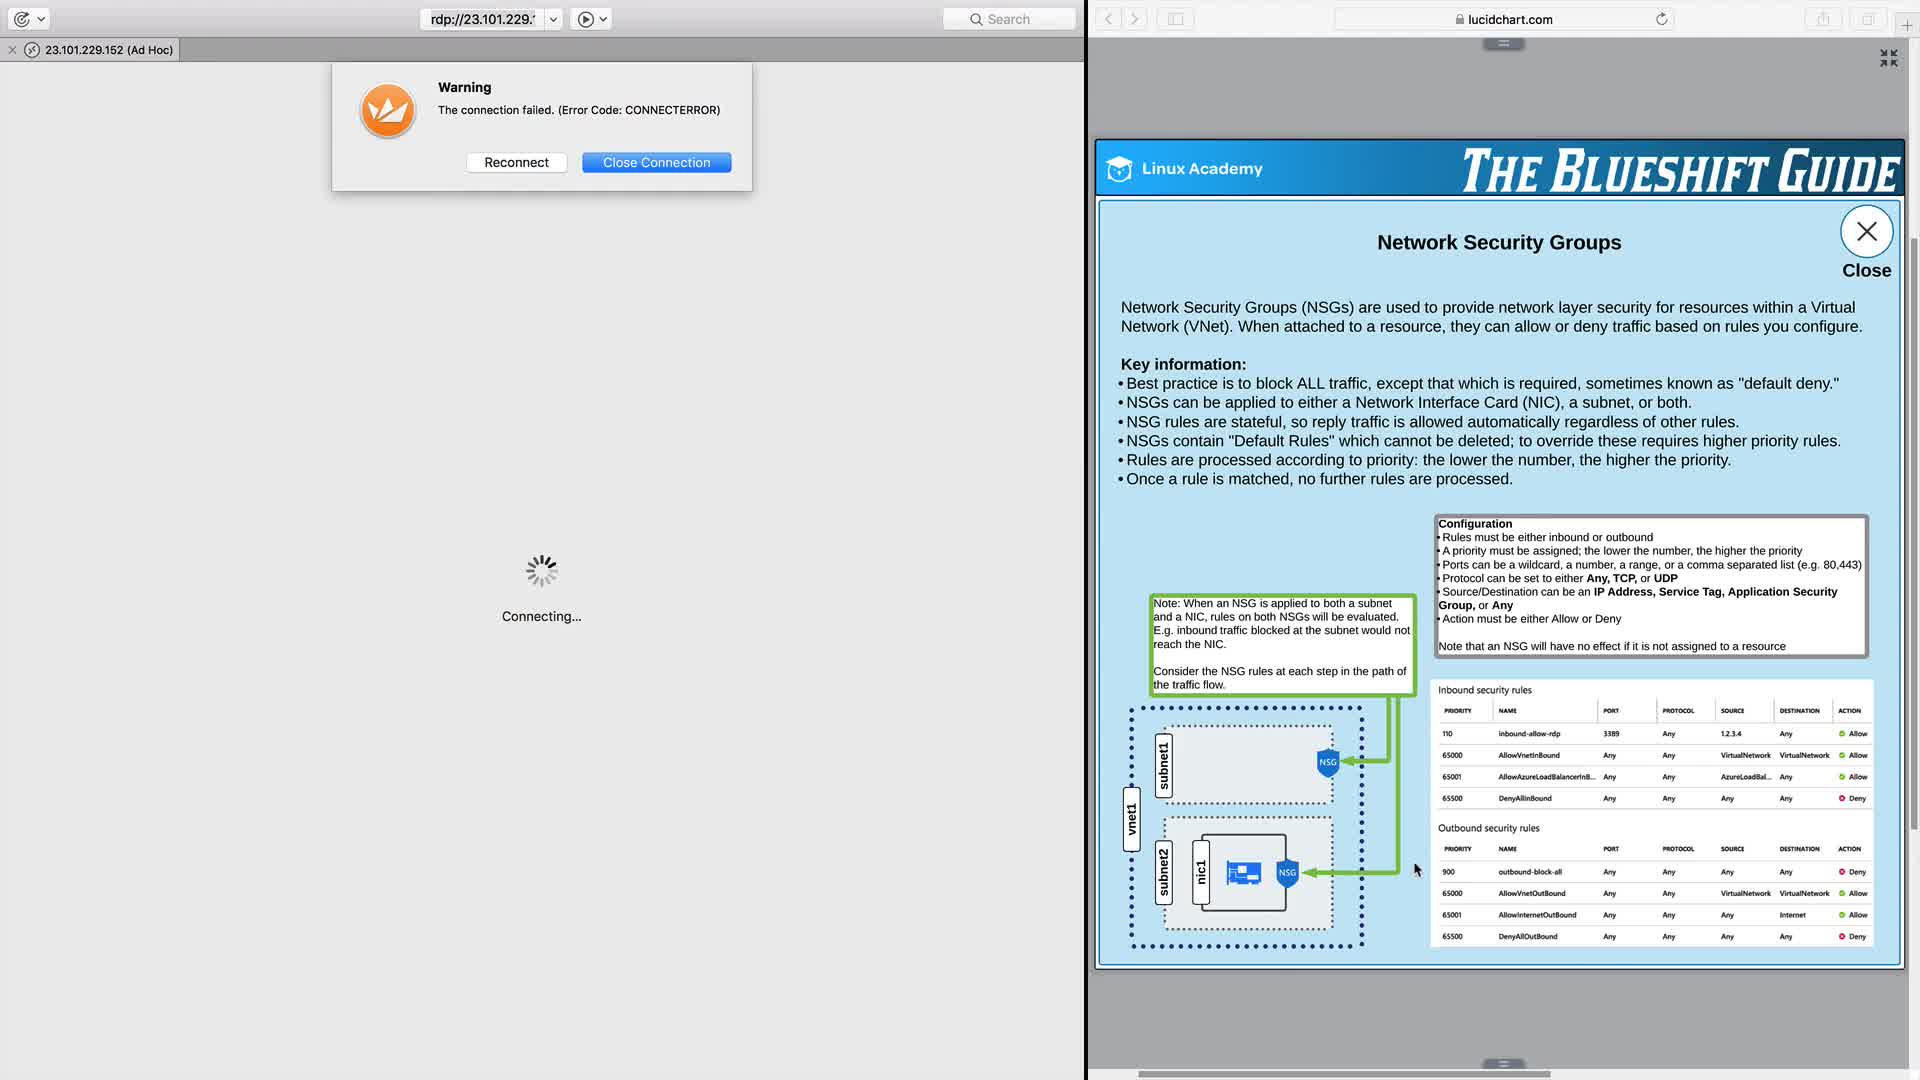 rdp://23.101.229.
Search
23.101.229.152 (Ad Hoc)
Warning
The connection failed. (Error Code: CONNECTERROR)
Reconnect
Close Connection
Connecting...
lucidchart.com
Linux Academy
THE BLUESHIFT GUIDE
Close
Network Security Groups
Network Security Groups (NSGs) are used to provide network layer security for resources within a Virtual
Network (VNet). When attached to a resource, they can allow or deny traffic based on rules you configure.
Key information:
• Best practice is to block ALL traffic, except that which is required, sometimes known as "default deny."
• NSGs can be applied to either a Network Interface Card (NIC), a subnet, or both.
• NSG rules are stateful, so reply traffic is allowed automatically regardless of other rules.
• NSGs contain "Default Rules" which cannot be deleted; to override these requires higher priority rules.
• Rules are processed according to priority: the lower the number, the higher the priority.
• Once a rule is matched, no further rules are processed.
Configuration
• Rules must be either inbound or outbound
• A priority must be assigned; the lower the number, the higher the priority
• Ports can be a wildcard, a number, a range, or a comma separated list (e.g. 80,443)
• Protocol can be set to either Any, TCP, or UDP
• Source/Destination can be an IP Address, Service Tag, Application Security
Group, or Any
• Action must be either Allow or Deny
Note that an NSG will have no effect if it is not assigned to a resource
Note: When an NSG is applied to both a subnet
and a NIC, rules on both NSGs will be evaluated.
E.g. inbound traffic blocked at the subnet would not
reach the NIC.
Consider the NSG rules at each step in the path of
the traffic flow.
vnet1
subnet1
NSG
subnet2
nic1
NSG
Inbound security rules
PRIORITY NAME PORT PROTOCOL SOURCE DESTINATION ACTION
110 inbound-allow-rdp 3389 Any 1.2.3.4 Any Allow
65000 AllowVnetInBound Any Any VirtualNetwork VirtualNetwork Allow
65001 AllowAzureLoadBalancerInB... Any Any AzureLoadBal... Any Allow
65500 DenyAllInBound Any Any Any Any Deny
Outbound security rules
PRIORITY NAME PORT PROTOCOL SOURCE DESTINATION ACTION
900 outbound-block-all Any Any Any Any Deny
65000 AllowVnetOutBound Any Any VirtualNetwork VirtualNetwork Allow
65001 AllowInternetOutBound Any Any Any Internet Allow
65500 DenyAllOutBound Any Any Any Any Deny